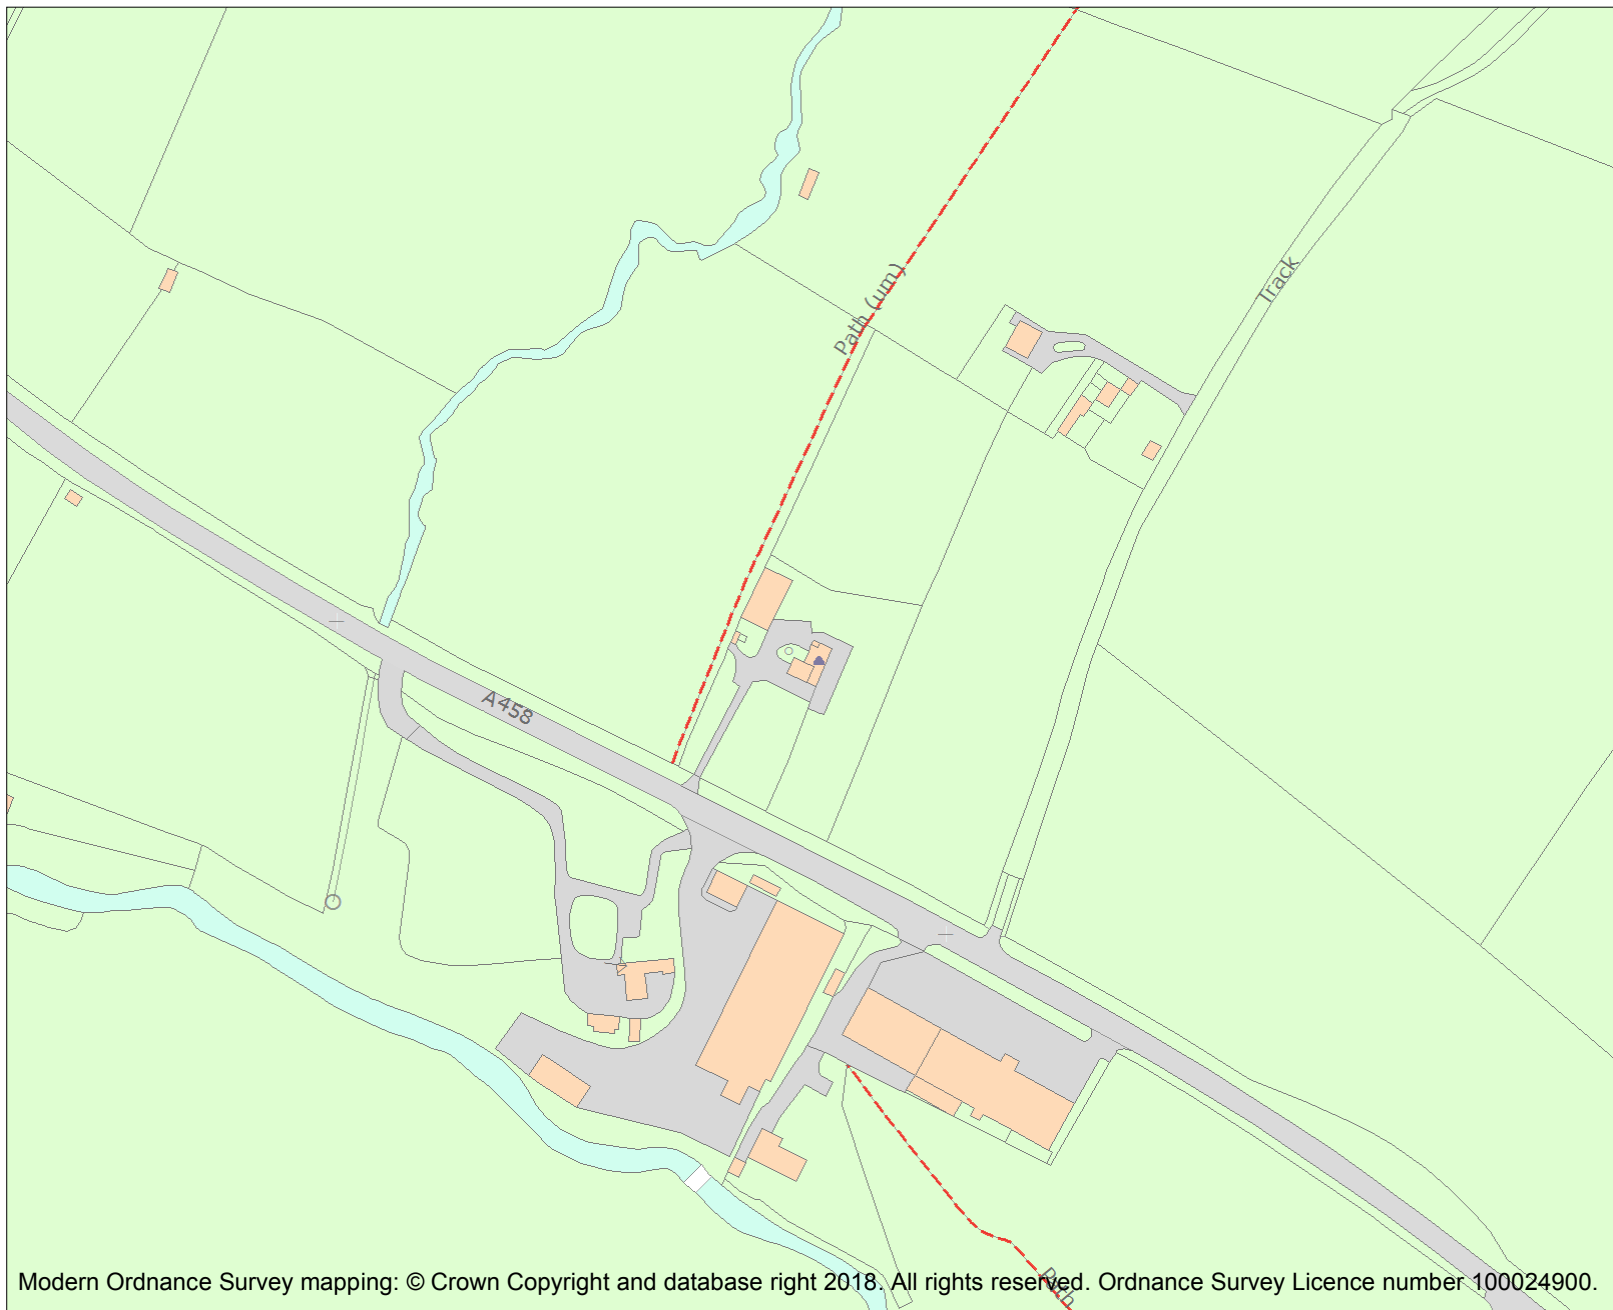 Path (um)
Track
A458
Path
Modern Ordnance Survey mapping: © Crown Copyright and database right 2018. All rights reserved. Ordnance Survey Licence number 100024900.